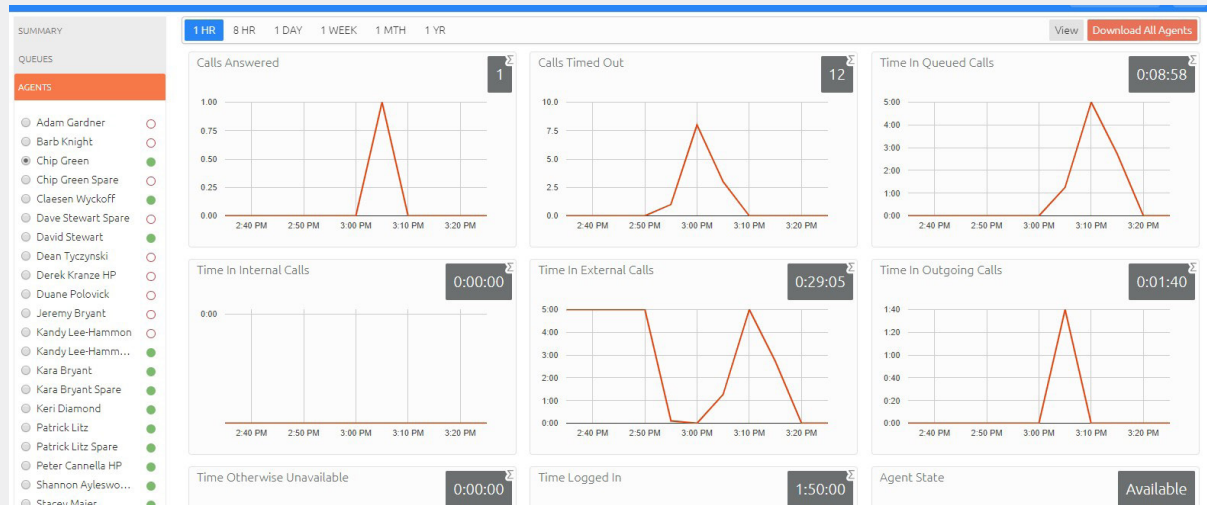 SUMMARY
QUEUES
AGENTS
Adam Gardner
Barb Knight
Chip Green
Chip Green Spare
Claesen Wyckoff
Dave Stewart Spare
David Stewart
Dean Tyczynski
Derek Kranze HP
Duane Polovick
Jeremy Bryant
Kandy Lee-Hammon
Kandy Lee-Hamm...
Kara Bryant
Kara Bryant Spare
Keri Diamond
Patrick Litz
Patrick Litz Spare
Peter Cannella HP
Shannon Ayleswo...
Stacey Maier
1 HR 8 HR 1 DAY 1 WEEK 1 MTH 1 YR View Download All Agents
Calls Answered Σ
1
1.00
0.75
0.50
0.25
0.00
2:40 PM 2:50 PM 3:00 PM 3:10 PM 3:20 PM
Calls Timed Out Σ
12
10.0
7.5
5.0
2.5
0.0
2:40 PM 2:50 PM 3:00 PM 3:10 PM 3:20 PM
Time In Queued Calls Σ
0:08:58
5:00
4:00
3:00
2:00
1:00
0:00
2:40 PM 2:50 PM 3:00 PM 3:10 PM 3:20 PM
Time In Internal Calls Σ
0:00:00
0:00
2:40 PM 2:50 PM 3:00 PM 3:10 PM 3:20 PM
Time In External Calls Σ
0:29:05
5:00
4:00
3:00
2:00
1:00
0:00
2:40 PM 2:50 PM 3:00 PM 3:10 PM 3:20 PM
Time In Outgoing Calls Σ
0:01:40
1:40
1:20
1:00
0:40
0:20
0:00
2:40 PM 2:50 PM 3:00 PM 3:10 PM 3:20 PM
Time Otherwise Unavailable Σ
0:00:00
Time Logged In Σ
1:50:00
Agent State
Available